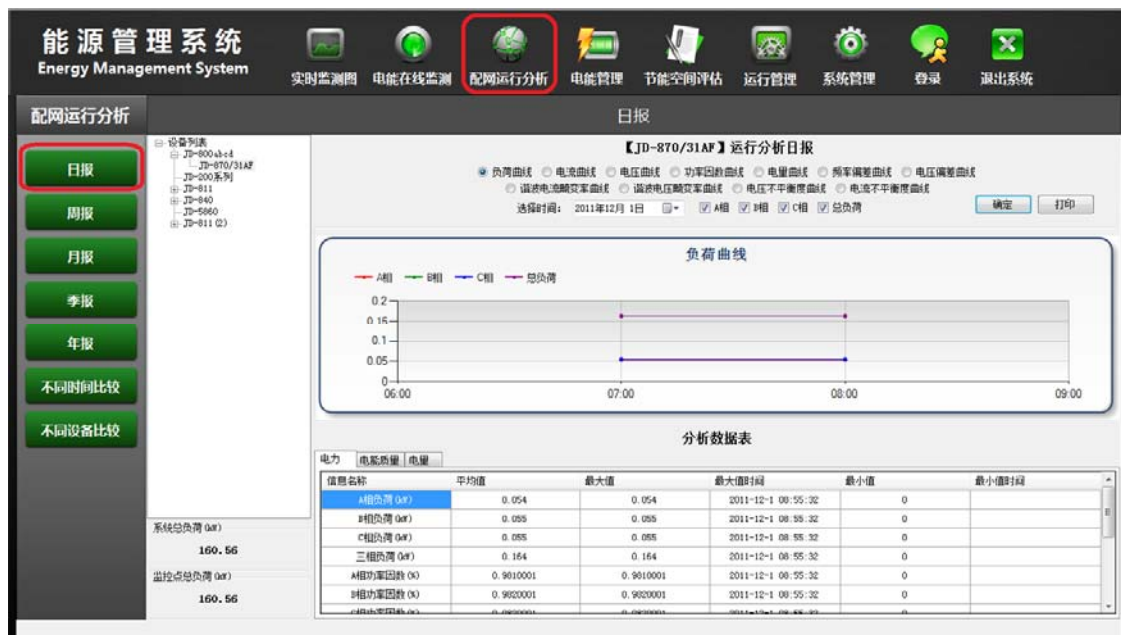 能源管理系统
Energy Management System
实时监测图 电能在线监测 配网运行分析 电能管理 节能空间评估 运行管理 系统管理 登录 退出系统
配网运行分析
日报
日报
周报
月报
季报
年报
不同时间比较
不同设备比较
设备列表
JD-800abcd
JD-870/31AF
JD-200系列
JD-811
JD-840
JD-5860
JD-811(2)
系统总负荷(kW)
160.56
监控点总负荷(kW)
160.56
【JD-870/31AF】运行分析日报
负荷曲线 电流曲线 电压曲线 功率因数曲线 电量曲线 频率偏差曲线 电压偏差曲线
谐波电流畸变率曲线 谐波电压畸变率曲线 电压不平衡度曲线 电流不平衡度曲线
选择时间: 2011年12月 1日 A相 B相 C相 总负荷 确定 打印
负荷曲线
A相 B相 C相 总负荷
0.2
0.15
0.1
0.05
0
06:00 07:00 08:00 09:00
分析数据表
电力 电能质量 电量
信息名称 平均值 最大值 最大值时间 最小值 最小值时间
A相负荷(kW) 0.054 0.054 2011-12-1 08:55:32 0
B相负荷(kW) 0.055 0.055 2011-12-1 08:55:32 0
C相负荷(kW) 0.055 0.055 2011-12-1 08:55:32 0
三相负荷(kW) 0.164 0.164 2011-12-1 08:55:32 0
A相功率因数(%) 0.9810001 0.9810001 2011-12-1 08:55:32 0
B相功率因数(%) 0.9820001 0.9820001 2011-12-1 08:55:32 0
C相功率因数(%)